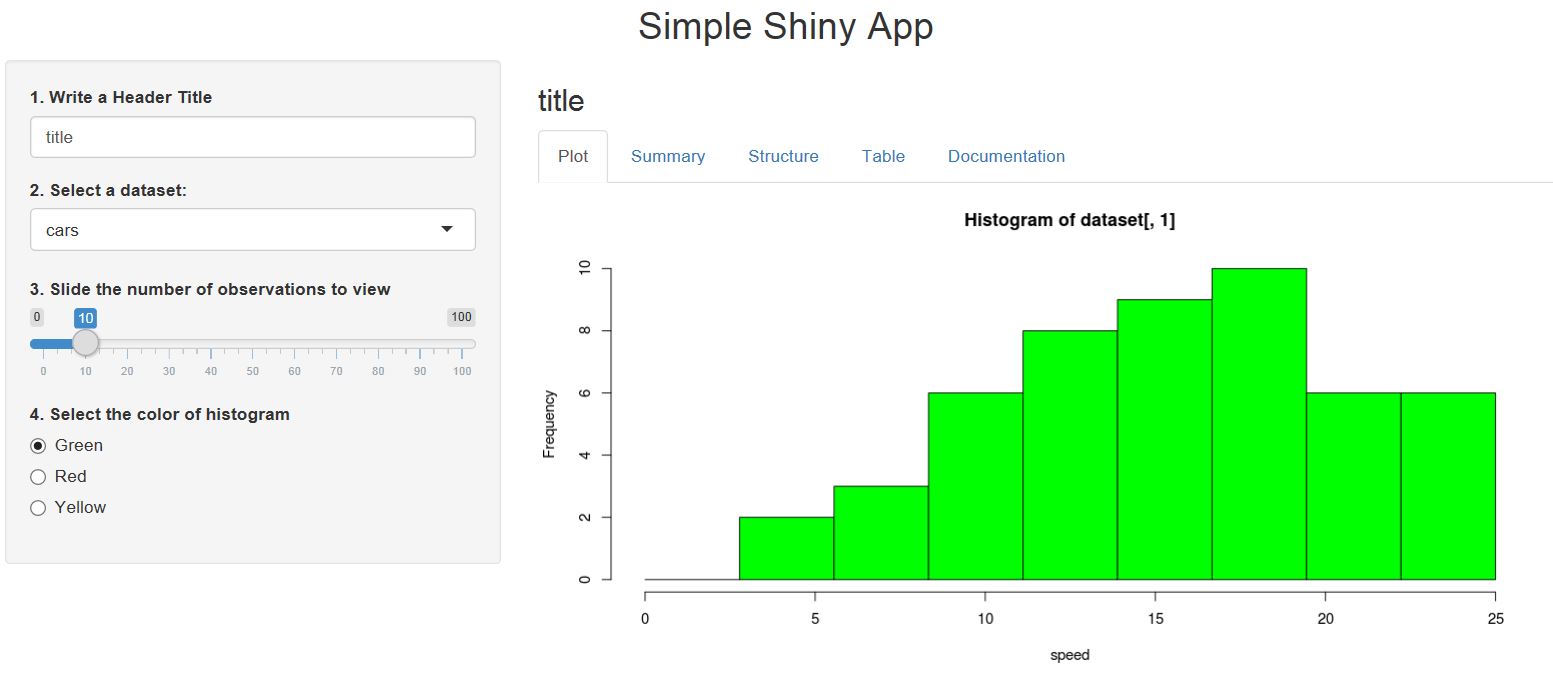 Simple Shiny App
1. Write a Header Title
title
2. Select a dataset:
cars
3. Slide the number of observations to view
0 10 100
0 10 20 30 40 50 60 70 80 90 100
4. Select the color of histogram
Green
Red
Yellow
title
Plot Summary Structure Table Documentation
Histogram of dataset[, 1]
Frequency
10
8
6
4
2
0
0 5 10 15 20 25
speed